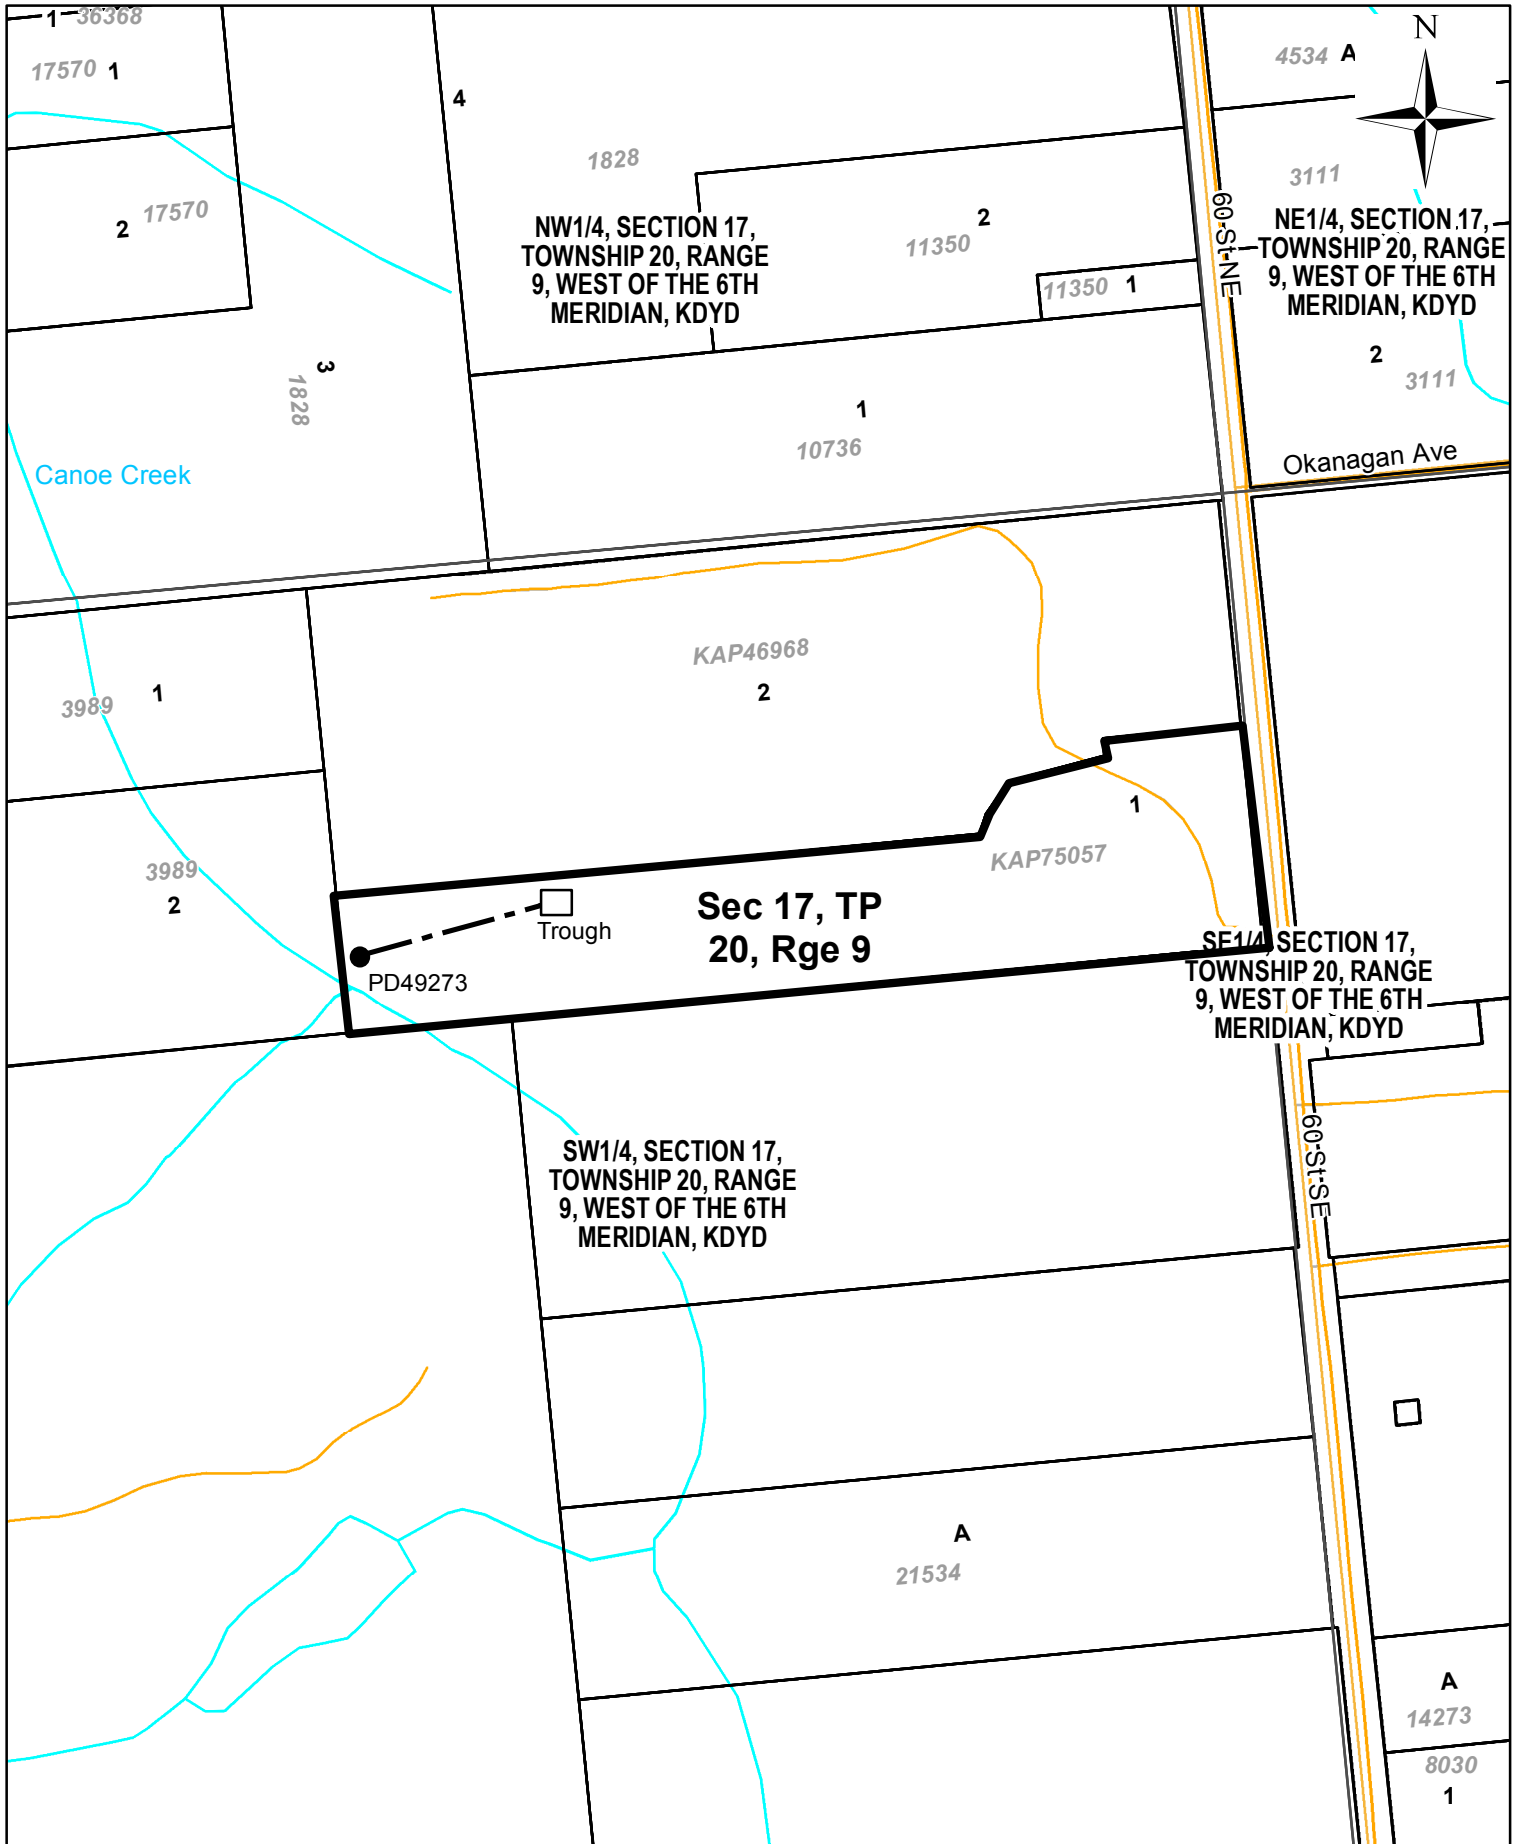 1 36368
17570 1
4
N
4534 A
1828
3111
2 17570
NW1/4, SECTION 17,
TOWNSHIP 20, RANGE
9, WEST OF THE 6TH
MERIDIAN, KDYD
2
11350
11350 1
60 St NE
NE1/4, SECTION 17,
TOWNSHIP 20, RANGE
9, WEST OF THE 6TH
MERIDIAN, KDYD
2
3111
3
1828
1
10736
Canoe Creek
Okanagan Ave
KAP46968
2
1
3989
1
KAP75057
3989
2
Sec 17, TP
20, Rge 9
Trough
PD49273
SE1/4, SECTION 17,
TOWNSHIP 20, RANGE
9, WEST OF THE 6TH
MERIDIAN, KDYD
SW1/4, SECTION 17,
TOWNSHIP 20, RANGE
9, WEST OF THE 6TH
MERIDIAN, KDYD
60 St SE
A
21534
A
14273
8030
1